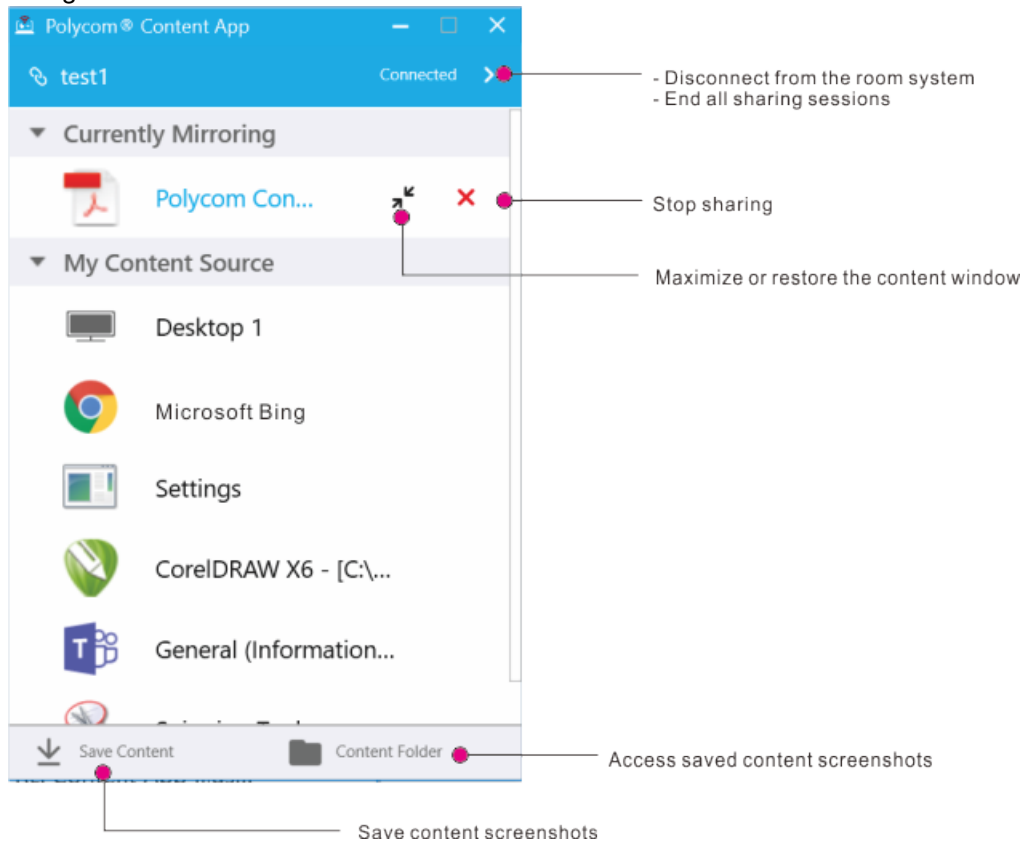 Polycom® Content App
test1 Connected
- Disconnect from the room system
- End all sharing sessions
Currently Mirroring
Polycom Con...
Stop sharing
My Content Source
Maximize or restore the content window
Desktop 1
Microsoft Bing
Settings
CorelDRAW X6 - [C:\...
General (Information...
Save Content
Content Folder
Access saved content screenshots
Save content screenshots